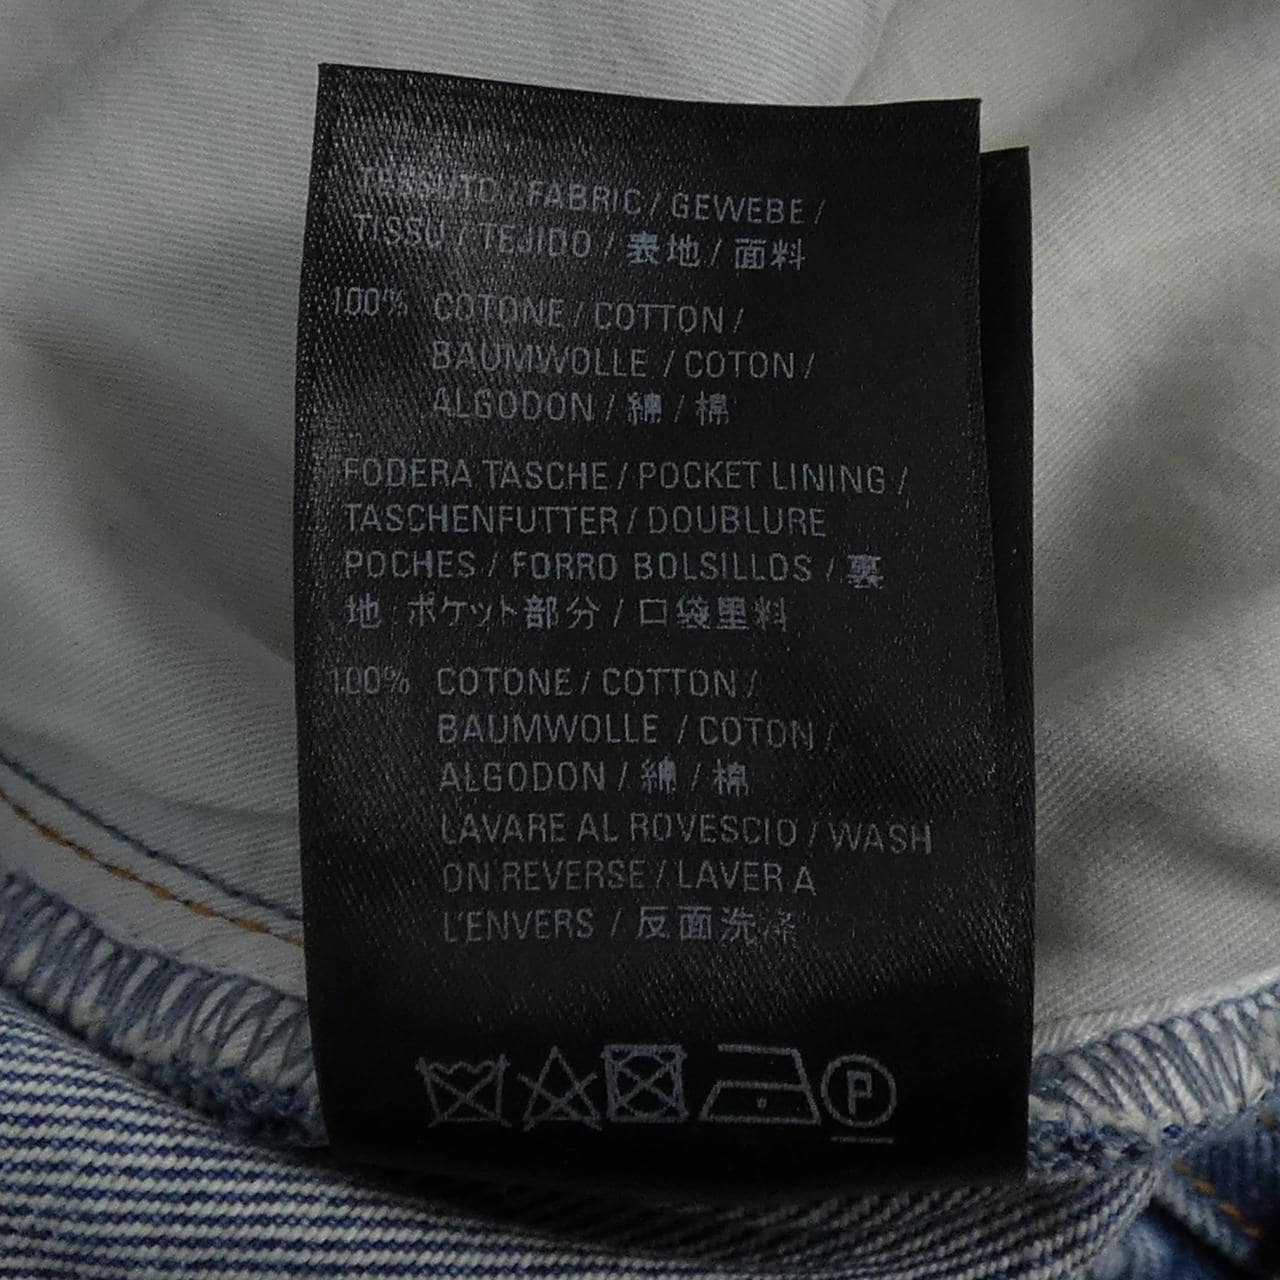 TESSUTO / FABRIC / GEWEBE /
TISSU / TEJIDO / 表地 / 面料
100% COTONE / COTTON /
BAUMWOLLE / COTON /
ALGODON / 綿 / 棉
FODERA TASCHE / POCKET LINING /
TASCHENFUTTER / DOUBLURE
POCHES / FORRO BOLSILLOS / 裏
地 ポケット部分 / 口袋里料
100% COTONE / COTTON /
BAUMWOLLE / COTON /
ALGODON / 綿 / 棉
LAVARE AL ROVESCIO / WASH
ON REVERSE / LAVER A
L'ENVERS / 反面洗涤
P